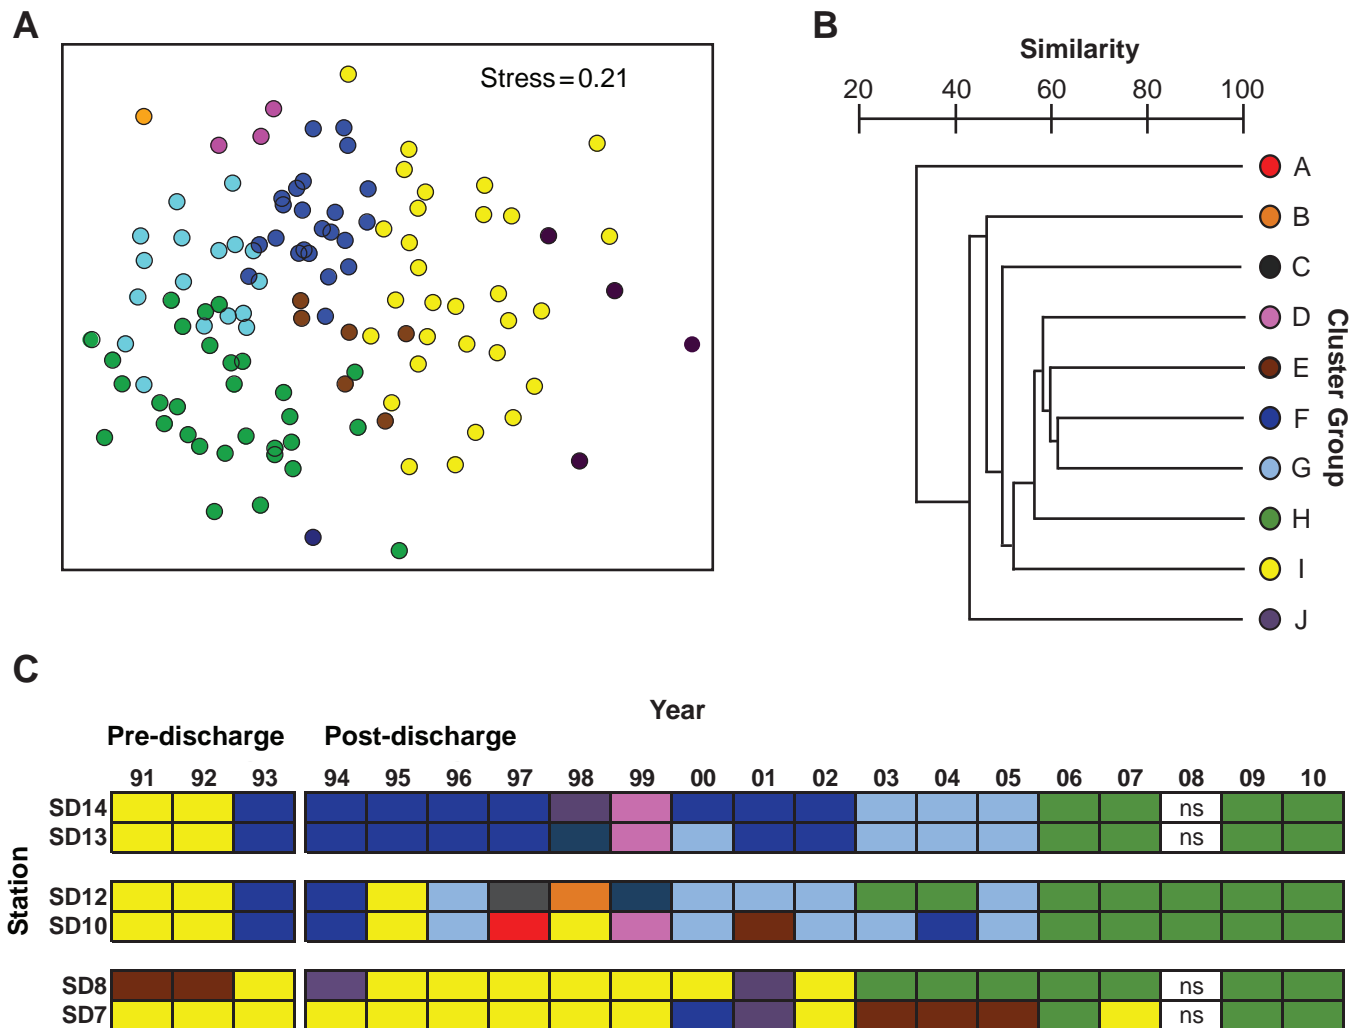 A
Stress=0.21
B
Similarity
20 40 60 80 100
A
B
C
D
E
F
G
H
I
J
Cluster Group
C
Year
Pre-discharge Post-discharge
91 92 93 94 95 96 97 98 99 00 01 02 03 04 05 06 07 08 09 10
Station
SD14 ns
SD13 ns
SD12
SD10
SD8 ns
SD7 ns